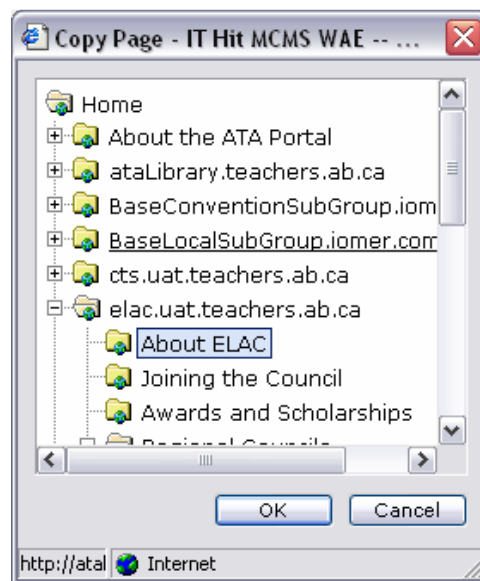 Copy Page - IT Hit MCMS WAE -- ...
Home
About the ATA Portal
ataLibrary.teachers.ab.ca
BaseConventionSubGroup.iom
BaseLocalSubGroup.iomer.com
cts.uat.teachers.ab.ca
elac.uat.teachers.ab.ca
About ELAC
Joining the Council
Awards and Scholarships
Regional Councils
OK Cancel
http://atal Internet